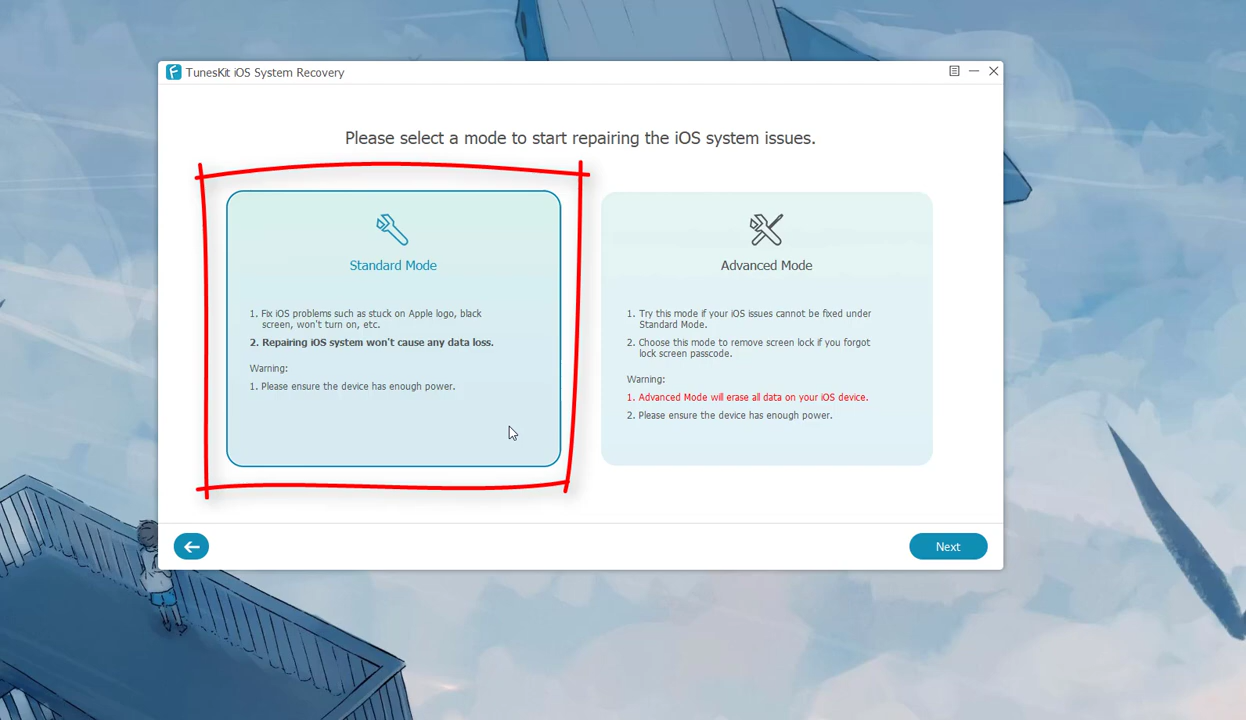 TunesKit iOS System Recovery
Please select a mode to start repairing the iOS system issues.
Standard Mode
1. Fix iOS problems such as stuck on Apple logo, black
screen, won't turn on, etc.
2. Repairing iOS system won't cause any data loss.
Warning:
1. Please ensure the device has enough power.
Advanced Mode
1. Try this mode if your iOS issues cannot be fixed under
Standard Mode.
2. Choose this mode to remove screen lock if you forgot
lock screen passcode.
Warning:
1. Advanced Mode will erase all data on your iOS device.
2. Please ensure the device has enough power.
Next